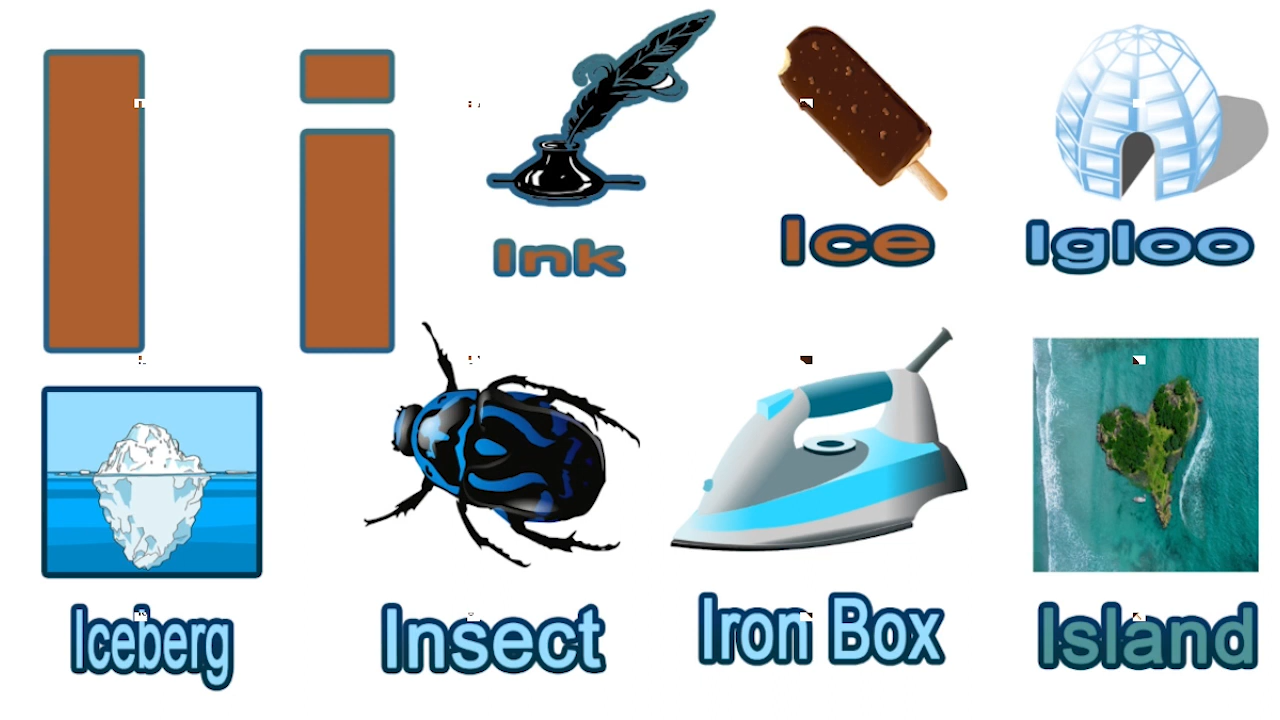 I i
Ink
Ice
Igloo
Iceberg
Insect
Iron Box
Island